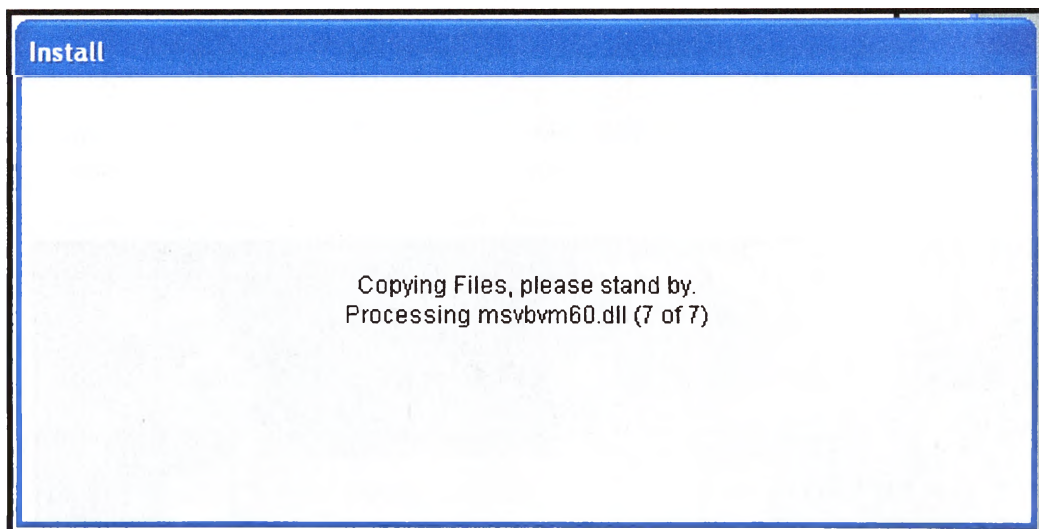 Install
Copying Files, please stand by.
Processing msvbvm60.dll (7 of 7)